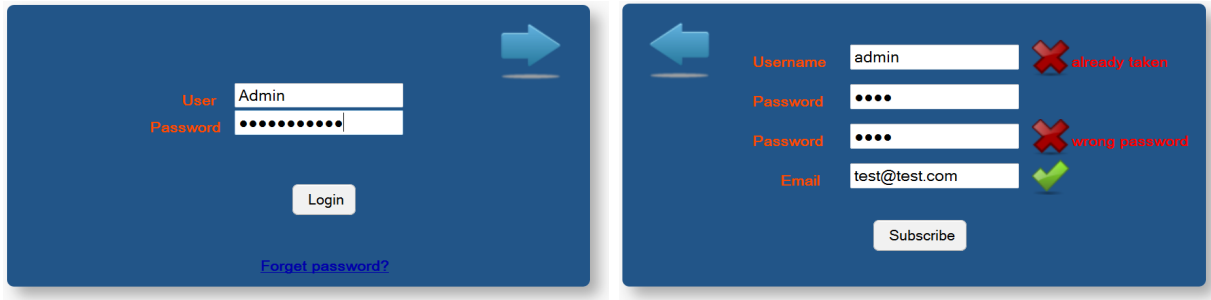 User Admin
Password ●●●●●●●●●●●
Login
Forget password?
Username admin already taken
Password ●●●●
Password ●●●● wrong password
Email test@test.com
Subscribe